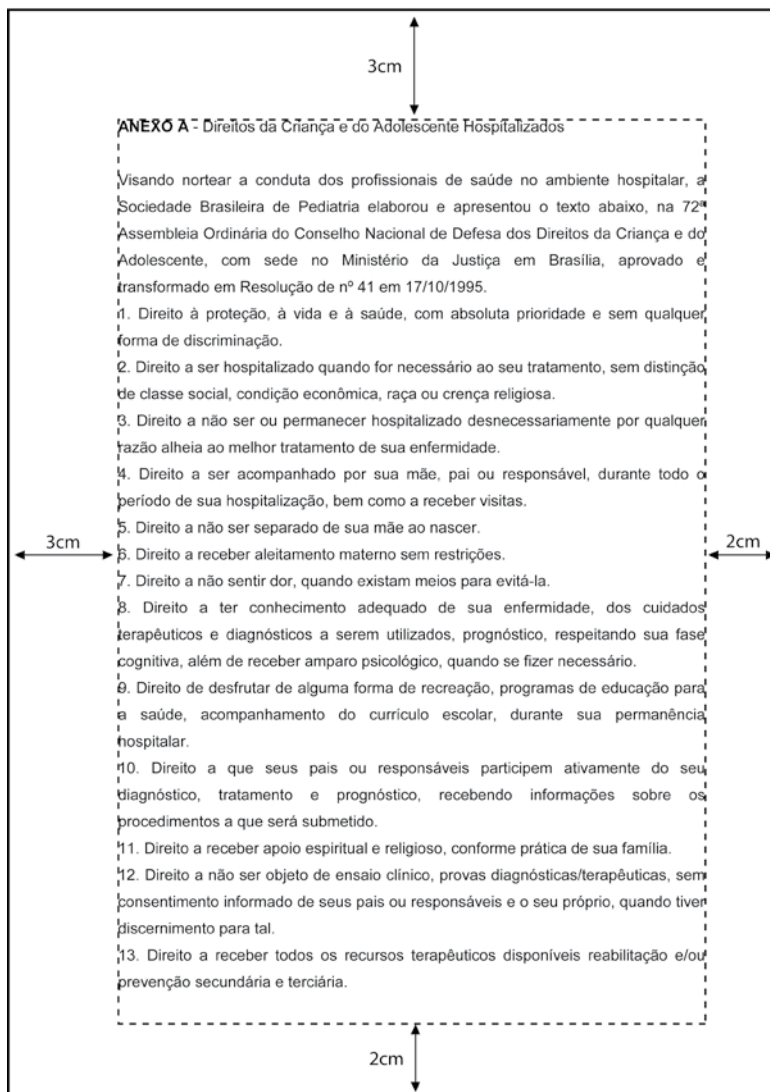 3cm
ANEXO A - Direitos da Criança e do Adolescente Hospitalizados
Visando nortear a conduta dos profissionais de saúde no ambiente hospitalar, a
Sociedade Brasileira de Pediatria elaborou e apresentou o texto abaixo, na 72ª
Assembleia Ordinária do Conselho Nacional de Defesa dos Direitos da Criança e do
Adolescente, com sede no Ministério da Justiça em Brasília, aprovado e
transformado em Resolução de nº 41 em 17/10/1995.
1. Direito à proteção, à vida e à saúde, com absoluta prioridade e sem qualquer
forma de discriminação.
2. Direito a ser hospitalizado quando for necessário ao seu tratamento, sem distinção
de classe social, condição econômica, raça ou crença religiosa.
3. Direito a não ser ou permanecer hospitalizado desnecessariamente por qualquer
razão alheia ao melhor tratamento de sua enfermidade.
4. Direito a ser acompanhado por sua mãe, pai ou responsável, durante todo o
período de sua hospitalização, bem como a receber visitas.
5. Direito a não ser separado de sua mãe ao nascer.
3cm
2cm
6. Direito a receber aleitamento materno sem restrições.
7. Direito a não sentir dor, quando existam meios para evitá-la.
8. Direito a ter conhecimento adequado de sua enfermidade, dos cuidados
terapêuticos e diagnósticos a serem utilizados, prognóstico, respeitando sua fase
cognitiva, além de receber amparo psicológico, quando se fizer necessário.
9. Direito de desfrutar de alguma forma de recreação, programas de educação para
a saúde, acompanhamento do currículo escolar, durante sua permanência
hospitalar.
10. Direito a que seus pais ou responsáveis participem ativamente do seu
diagnóstico, tratamento e prognóstico, recebendo informações sobre os
procedimentos a que será submetido.
11. Direito a receber apoio espiritual e religioso, conforme prática de sua família.
12. Direito a não ser objeto de ensaio clínico, provas diagnósticas/terapêuticas, sem
consentimento informado de seus pais ou responsáveis e o seu próprio, quando tiver
discernimento para tal.
13. Direito a receber todos os recursos terapêuticos disponíveis reabilitação e/ou
prevenção secundária e terciária.
2cm